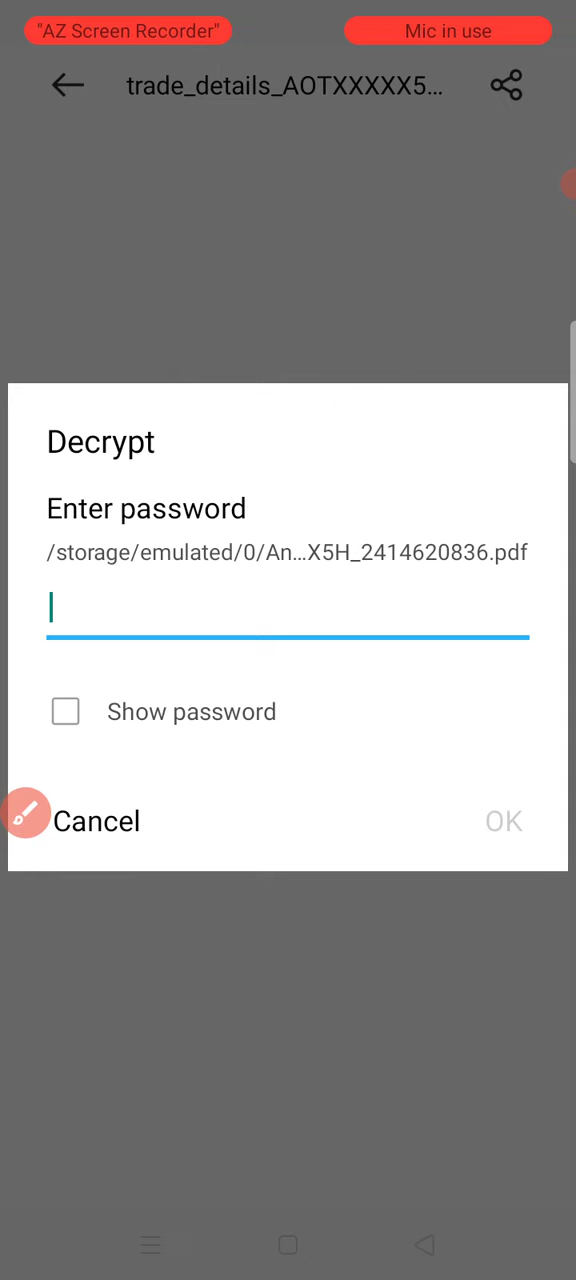 "AZ Screen Recorder"
Mic in use
trade_details_AOTXXXXX5...
Decrypt
Enter password
/storage/emulated/0/An...X5H_2414620836.pdf
Show password
Cancel
OK